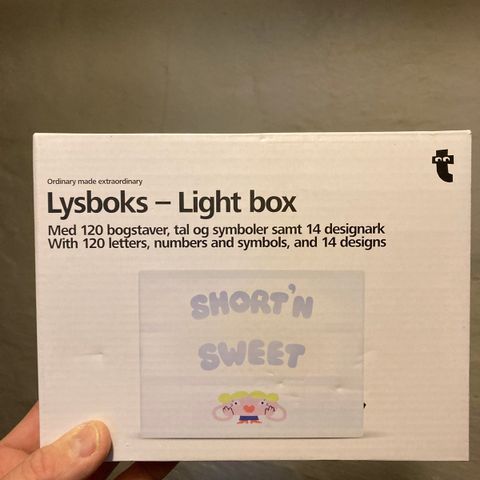 Ordinary made extraordinary
Lysboks – Light box
Med 120 bogstaver, tal og symboler samt 14 designark
With 120 letters, numbers and symbols, and 14 designs
SHORT'N
SWEET